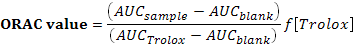 ORAC value = (AUC_sample − AUC_blank) / (AUC_Trolox − AUC_blank) f[Trolox]